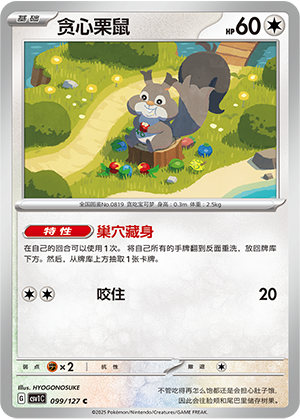 基础
贪心栗鼠
HP 60
全国图鉴No.0819 贪吃宝可梦 身高：0.3m 体重：2.5kg
特性 巢穴藏身
在自己的回合可以使用1次。将自己所有的手牌翻到反面重洗，放回牌库
下方。然后，从牌库上方抽取1张卡牌。
咬住 20
弱点 ×2 抵抗力 撤退
Illus. HYOGONOSUKE
G CSV1C 099/127 C
不管吃得再怎么饱都还是会担心肚子饿，
因此会往脸颊和尾巴里储存树果。
©2025 Pokémon/Nintendo/Creatures/GAME FREAK.